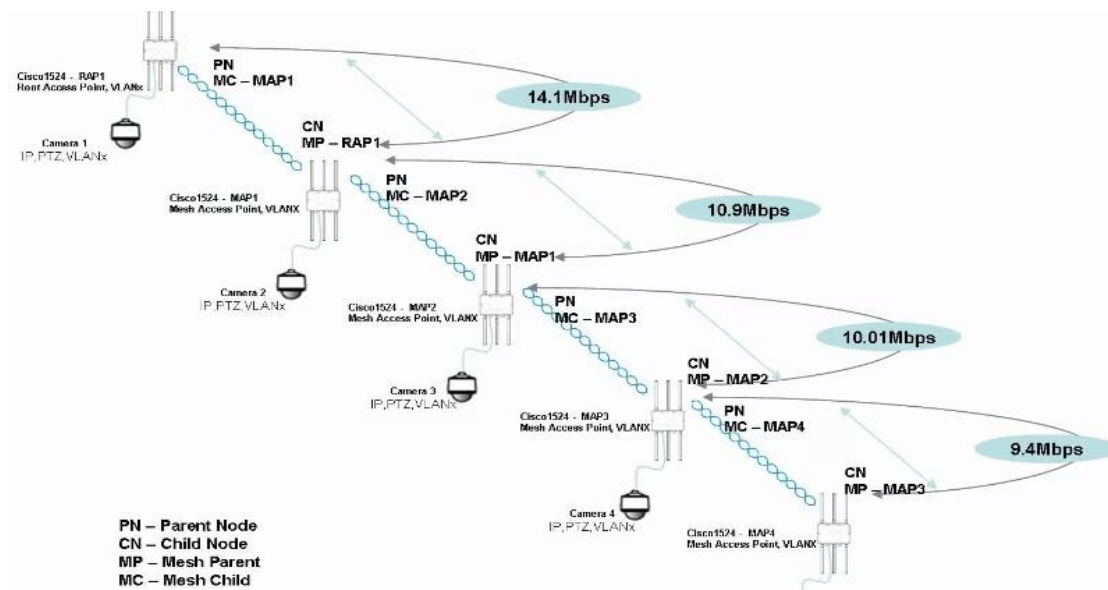 Cisco1524 - RAP1
Root Access Point, VLANx
PN
MC – MAP1
14.1Mbps
Camera 1
IP,PTZ,VLANx
CN
MP – RAP1
Cisco1524 - MAP1
Mesh Access Point, VLANX
PN
MC – MAP2
10.9Mbps
Camera 2
IP,PTZ,VLANx
CN
MP – MAP1
Cisco1524 - MAP2
Mesh Access Point, VLANX
PN
MC – MAP3
10.01Mbps
Camera 3
IP,PTZ,VLANx
CN
MP – MAP2
Cisco1524 - MAP3
Mesh Access Point, VLANX
PN
MC – MAP4
9.4Mbps
Camera 4
IP,PTZ,VLANx
CN
MP – MAP3
Cisco1524 - MAP4
Mesh Access Point, VLANX
PN – Parent Node
CN – Child Node
MP – Mesh Parent
MC – Mesh Child